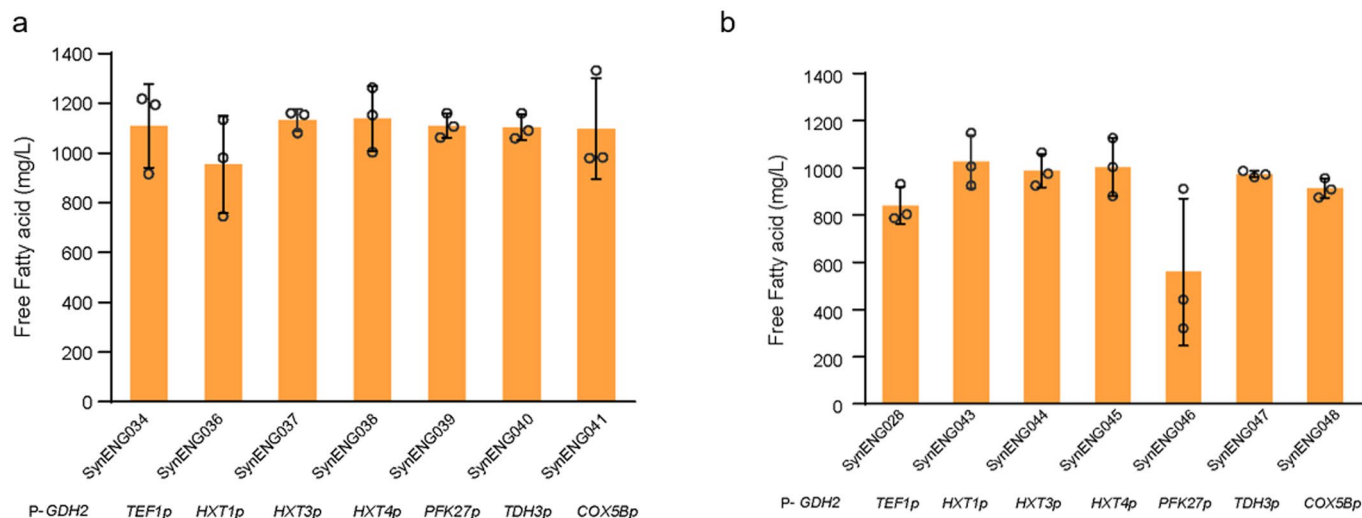 a
1400
1200
1000
800
600
400
200
0
Free Fatty acid (mg/L)
SynENG034 SynENG036 SynENG037 SynENG038 SynENG039 SynENG040 SynENG041
P- GDH2 TEF1p HXT1p HXT3p HXT4p PFK27p TDH3p COX5Bp
b
1400
1200
1000
800
600
400
200
0
Free Fatty acid (mg/L)
SynENG028 SynENG043 SynENG044 SynENG045 SynENG046 SynENG047 SynENG048
P- GDH2 TEF1p HXT1p HXT3p HXT4p PFK27p TDH3p COX5Bp